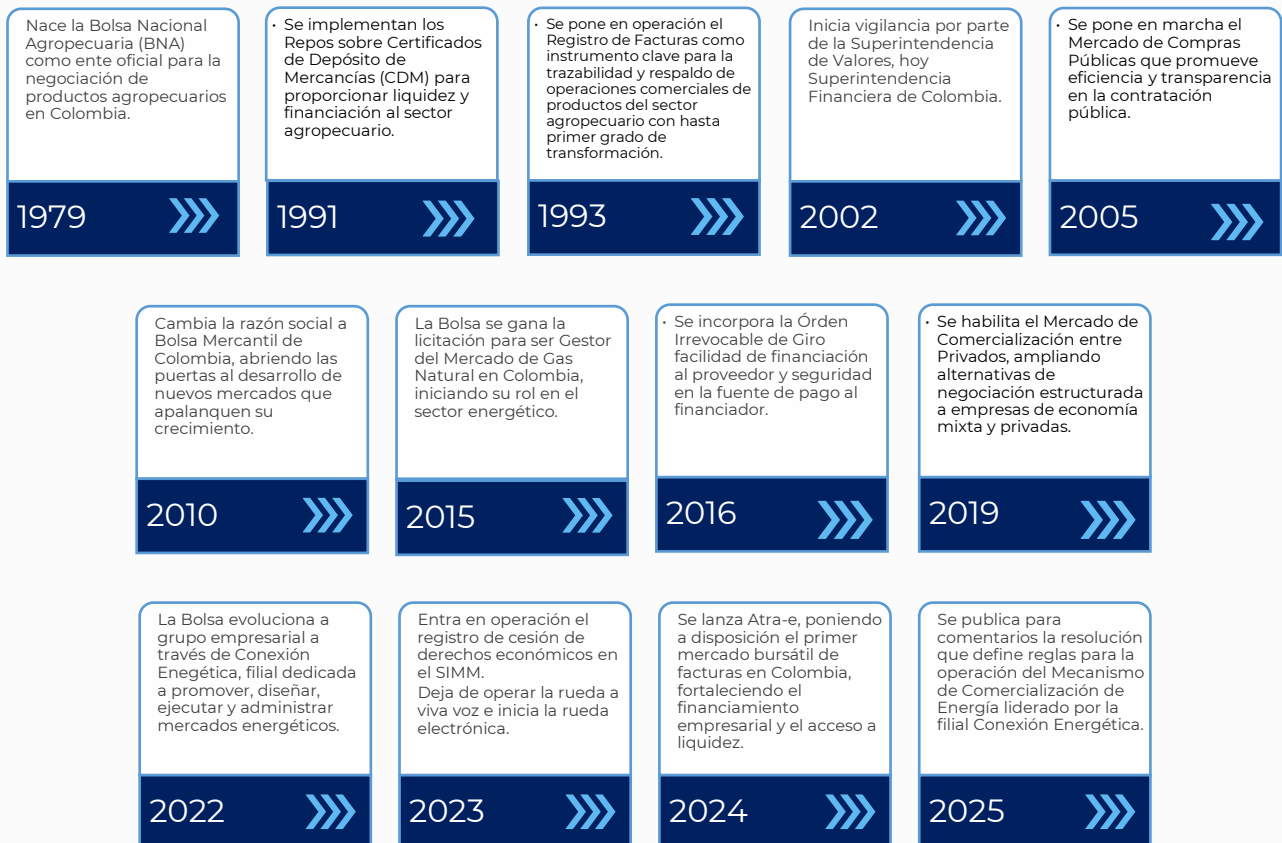 Nace la Bolsa Nacional
Agropecuaria (BNA)
como ente oficial para la
negociación de
productos agropecuarios
en Colombia.
1979
· Se implementan los
Repos sobre Certificados
de Depósito de
Mercancías (CDM) para
proporcionar liquidez y
financiación al sector
agropecuario.
1991
· Se pone en operación el
Registro de Facturas como
instrumento clave para la
trazabilidad y respaldo de
operaciones comerciales de
productos del sector
agropecuario con hasta
primer grado de
transformación.
1993
Inicia vigilancia por parte
de la Superintendencia
de Valores, hoy
Superintendencia
Financiera de Colombia.
2002
· Se pone en marcha el
Mercado de Compras
Públicas que promueve
eficiencia y transparencia
en la contratación
pública.
2005
Cambia la razón social a
Bolsa Mercantil de
Colombia, abriendo las
puertas al desarrollo de
nuevos mercados que
apalanquen su
crecimiento.
2010
La Bolsa se gana la
licitación para ser Gestor
del Mercado de Gas
Natural en Colombia,
iniciando su rol en el
sector energético.
2015
· Se incorpora la Órden
Irrevocable de Giro
facilidad de financiación
al proveedor y seguridad
en la fuente de pago al
financiador.
2016
· Se habilita el Mercado de
Comercialización entre
Privados, ampliando
alternativas de
negociación estructurada
a empresas de economía
mixta y privadas.
2019
La Bolsa evoluciona a
grupo empresarial a
través de Conexión
Enegética, filial dedicada
a promover, diseñar,
ejecutar y administrar
mercados energéticos.
2022
Entra en operación el
registro de cesión de
derechos económicos en
el SIMM.
Deja de operar la rueda a
viva voz e inicia la rueda
electrónica.
2023
Se lanza Atra-e, poniendo
a disposición el primer
mercado bursátil de
facturas en Colombia,
fortaleciendo el
financiamiento
empresarial y el acceso a
liquidez.
2024
Se publica para
comentarios la resolución
que define reglas para la
operación del Mecanismo
de Comercialización de
Energía liderado por la
filial Conexión Energética.
2025